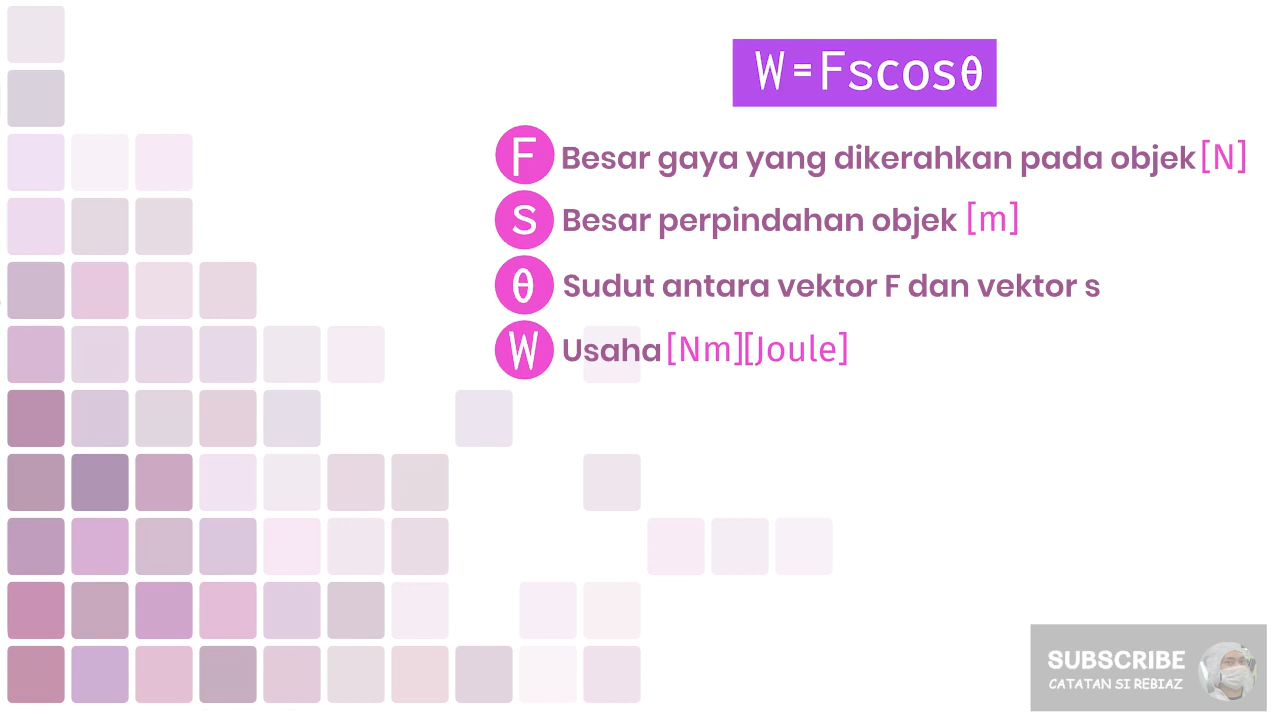 W=Fscosθ
F Besar gaya yang dikerahkan pada objek [N]
s Besar perpindahan objek [m]
θ Sudut antara vektor F dan vektor s
W Usaha [Nm][Joule]
SUBSCRIBE
CATATAN SI REBIAZ